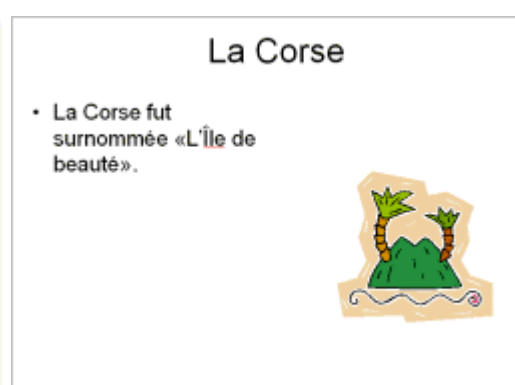 La Corse
• La Corse fut
surnommée «L'Île de
beauté».